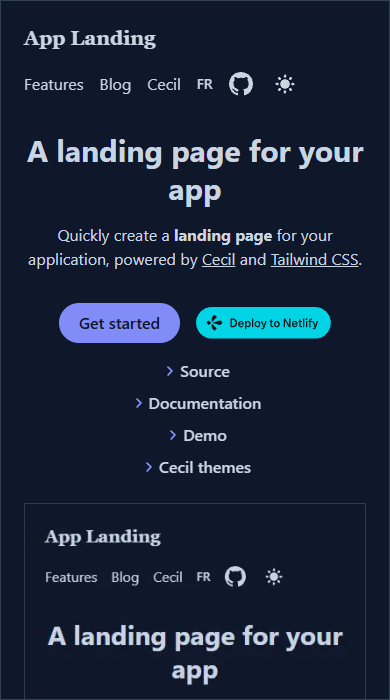 App Landing
Features Blog Cecil FR
A landing page for your
app
Quickly create a landing page for your
application, powered by Cecil and Tailwind CSS.
Get started Deploy to Netlify
Source
Documentation
Demo
Cecil themes
App Landing
Features Blog Cecil FR
A landing page for your
app